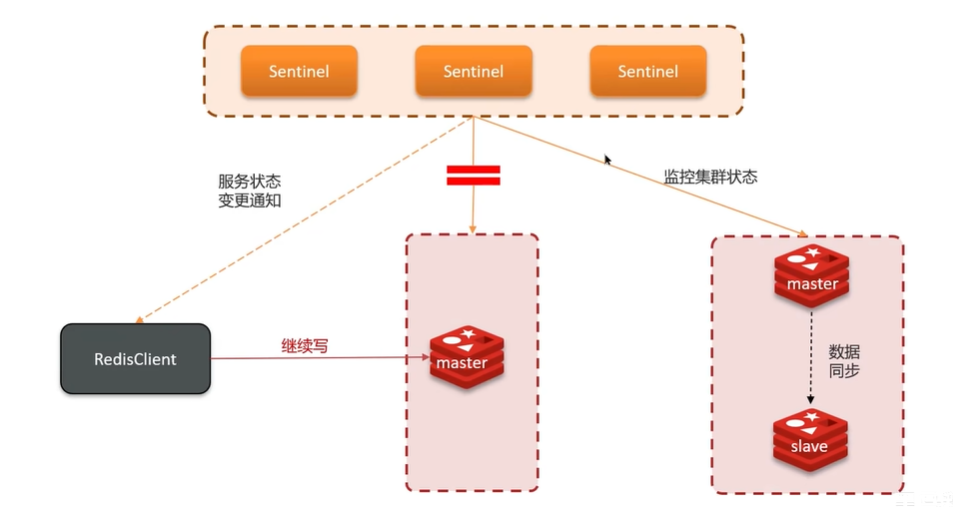 Sentinel
Sentinel
Sentinel
服务状态
变更通知
监控集群状态
master
RedisClient
继续写
master
数据
同步
slave